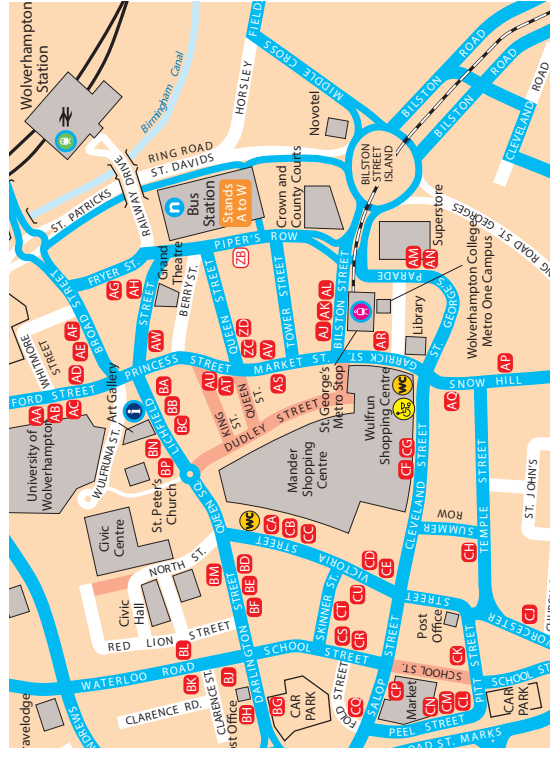 Wolverhampton
Station
Birmingham Canal
HORSLEY
FIELD
MIDDLE CROSS
BILSTON ROAD
BILSTON ROAD
CLEVELAND ROAD
ST. PATRICKS
RAILWAY DRIVE
RING ROAD
ST. DAVIDS
Novotel
Bus
Station
Stands
A to W
Crown and
County Courts
BILSTON
STREET
ISLAND
RING ROAD ST. GEORGES
BROAD STREET
FRYER ST.
PIPER'S ROW
ZB
Superstore
AM
AN
WHITMORE
STREET
AF
AE
AD
AG
AH
STREET
Grand
Theatre
BERRY ST.
QUEEN STREET
ZD
ZC
AV
TOWER STREET
AJ
AK
AL
BILSTON STREET
PARADE
Wolverhampton College
Metro One Campus
AW
PRINCESS STREET
MARKET ST.
GARRICK ST.
AR
Library
ST. GEORGE'S
AP
SNOW HILL
AQ
FORD STREET
AA
AB
AC
Art Gallery
i
BA
BB
BC
AU
AT
AS
KING
ST.
QUEEN
ST.
St. George's
Metro Stop
WC
University of
Wolverhampton
WULFRUNA ST.
BN
BP
LICHFIELD
DUDLEY STREET
Wulfrun
Shopping Centre
CF
CG
St. Peter's
Church
QUEEN SQ.
Mander
Shopping
Centre
CLEVELAND STREET
SUMMER
ROW
TEMPLE STREET
ST. JOHN'S
Civic
Centre
NORTH ST.
WC
CA
CB
CC
VICTORIA
STREET
CD
CE
CH
Civic
Hall
BM
BD
BE
BF
STREET
SKINNER ST.
CU
CT
CS
CR
STREET
Post
Office
CJ
WORCESTER
RED LION STREET
BL
WATERLOO ROAD
BK
BJ
DARLINGTON
SCHOOL STREET
SCHOOL ST.
CK
STREET
SCHOOL ST.
CLARENCE RD.
CLARENCE ST.
BH
BG
CAR
PARK
FOLD STREET
CQ
SALOP
CP
Market
CN
CM
CL
PITT
CAR
PARK
PEEL STREET
ST. MARKS